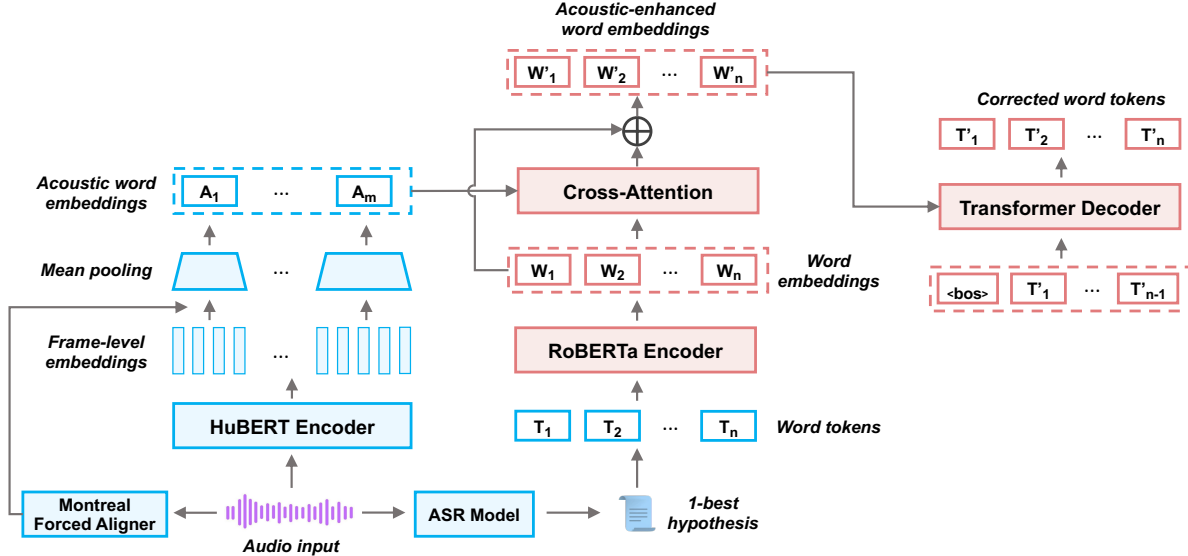 Acoustic-enhanced
word embeddings
W'1 W'2 ... W'n
Corrected word tokens
T'1 T'2 ... T'n
Acoustic word
embeddings
A1 ... Am
Cross-Attention
Transformer Decoder
Mean pooling
...
W1 W2 ... Wn
Word
embeddings
<bos> T'1 ... T'n-1
Frame-level
embeddings
...
RoBERTa Encoder
HuBERT Encoder
T1 T2 ... Tn
Word tokens
Montreal
Forced Aligner
Audio input
ASR Model
1-best
hypothesis